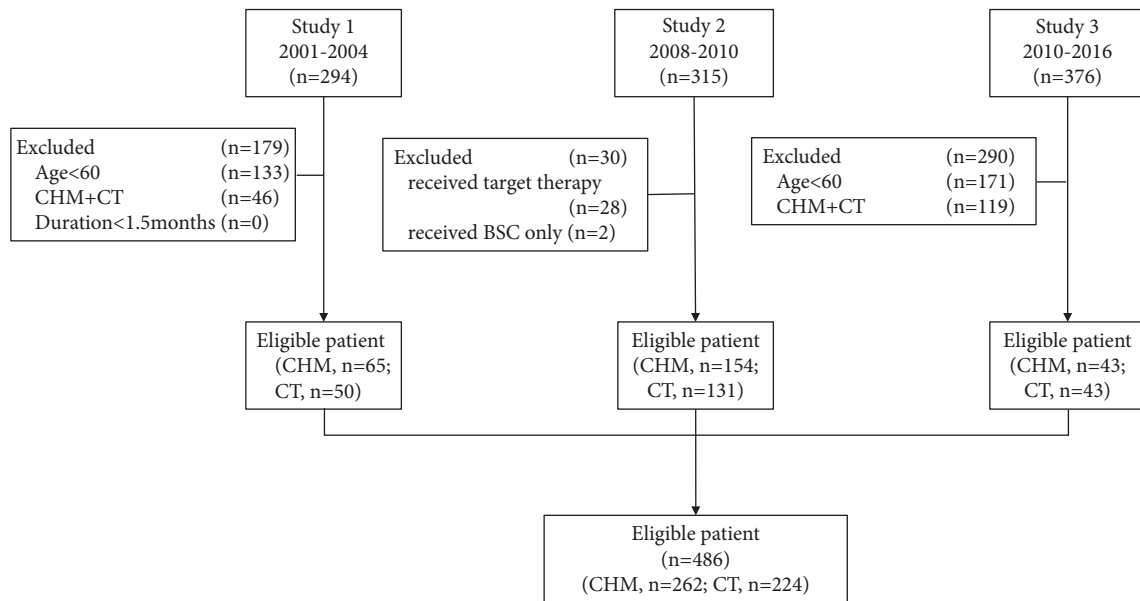 Study 1
2001-2004
(n=294)
Study 2
2008-2010
(n=315)
Study 3
2010-2016
(n=376)
Excluded (n=179)
Age<60 (n=133)
CHM+CT (n=46)
Duration<1.5months (n=0)
Excluded (n=30)
received target therapy
(n=28)
received BSC only (n=2)
Excluded (n=290)
Age<60 (n=171)
CHM+CT (n=119)
Eligible patient
(CHM, n=65;
CT, n=50)
Eligible patient
(CHM, n=154;
CT, n=131)
Eligible patient
(CHM, n=43;
CT, n=43)
Eligible patient
(n=486)
(CHM, n=262; CT, n=224)